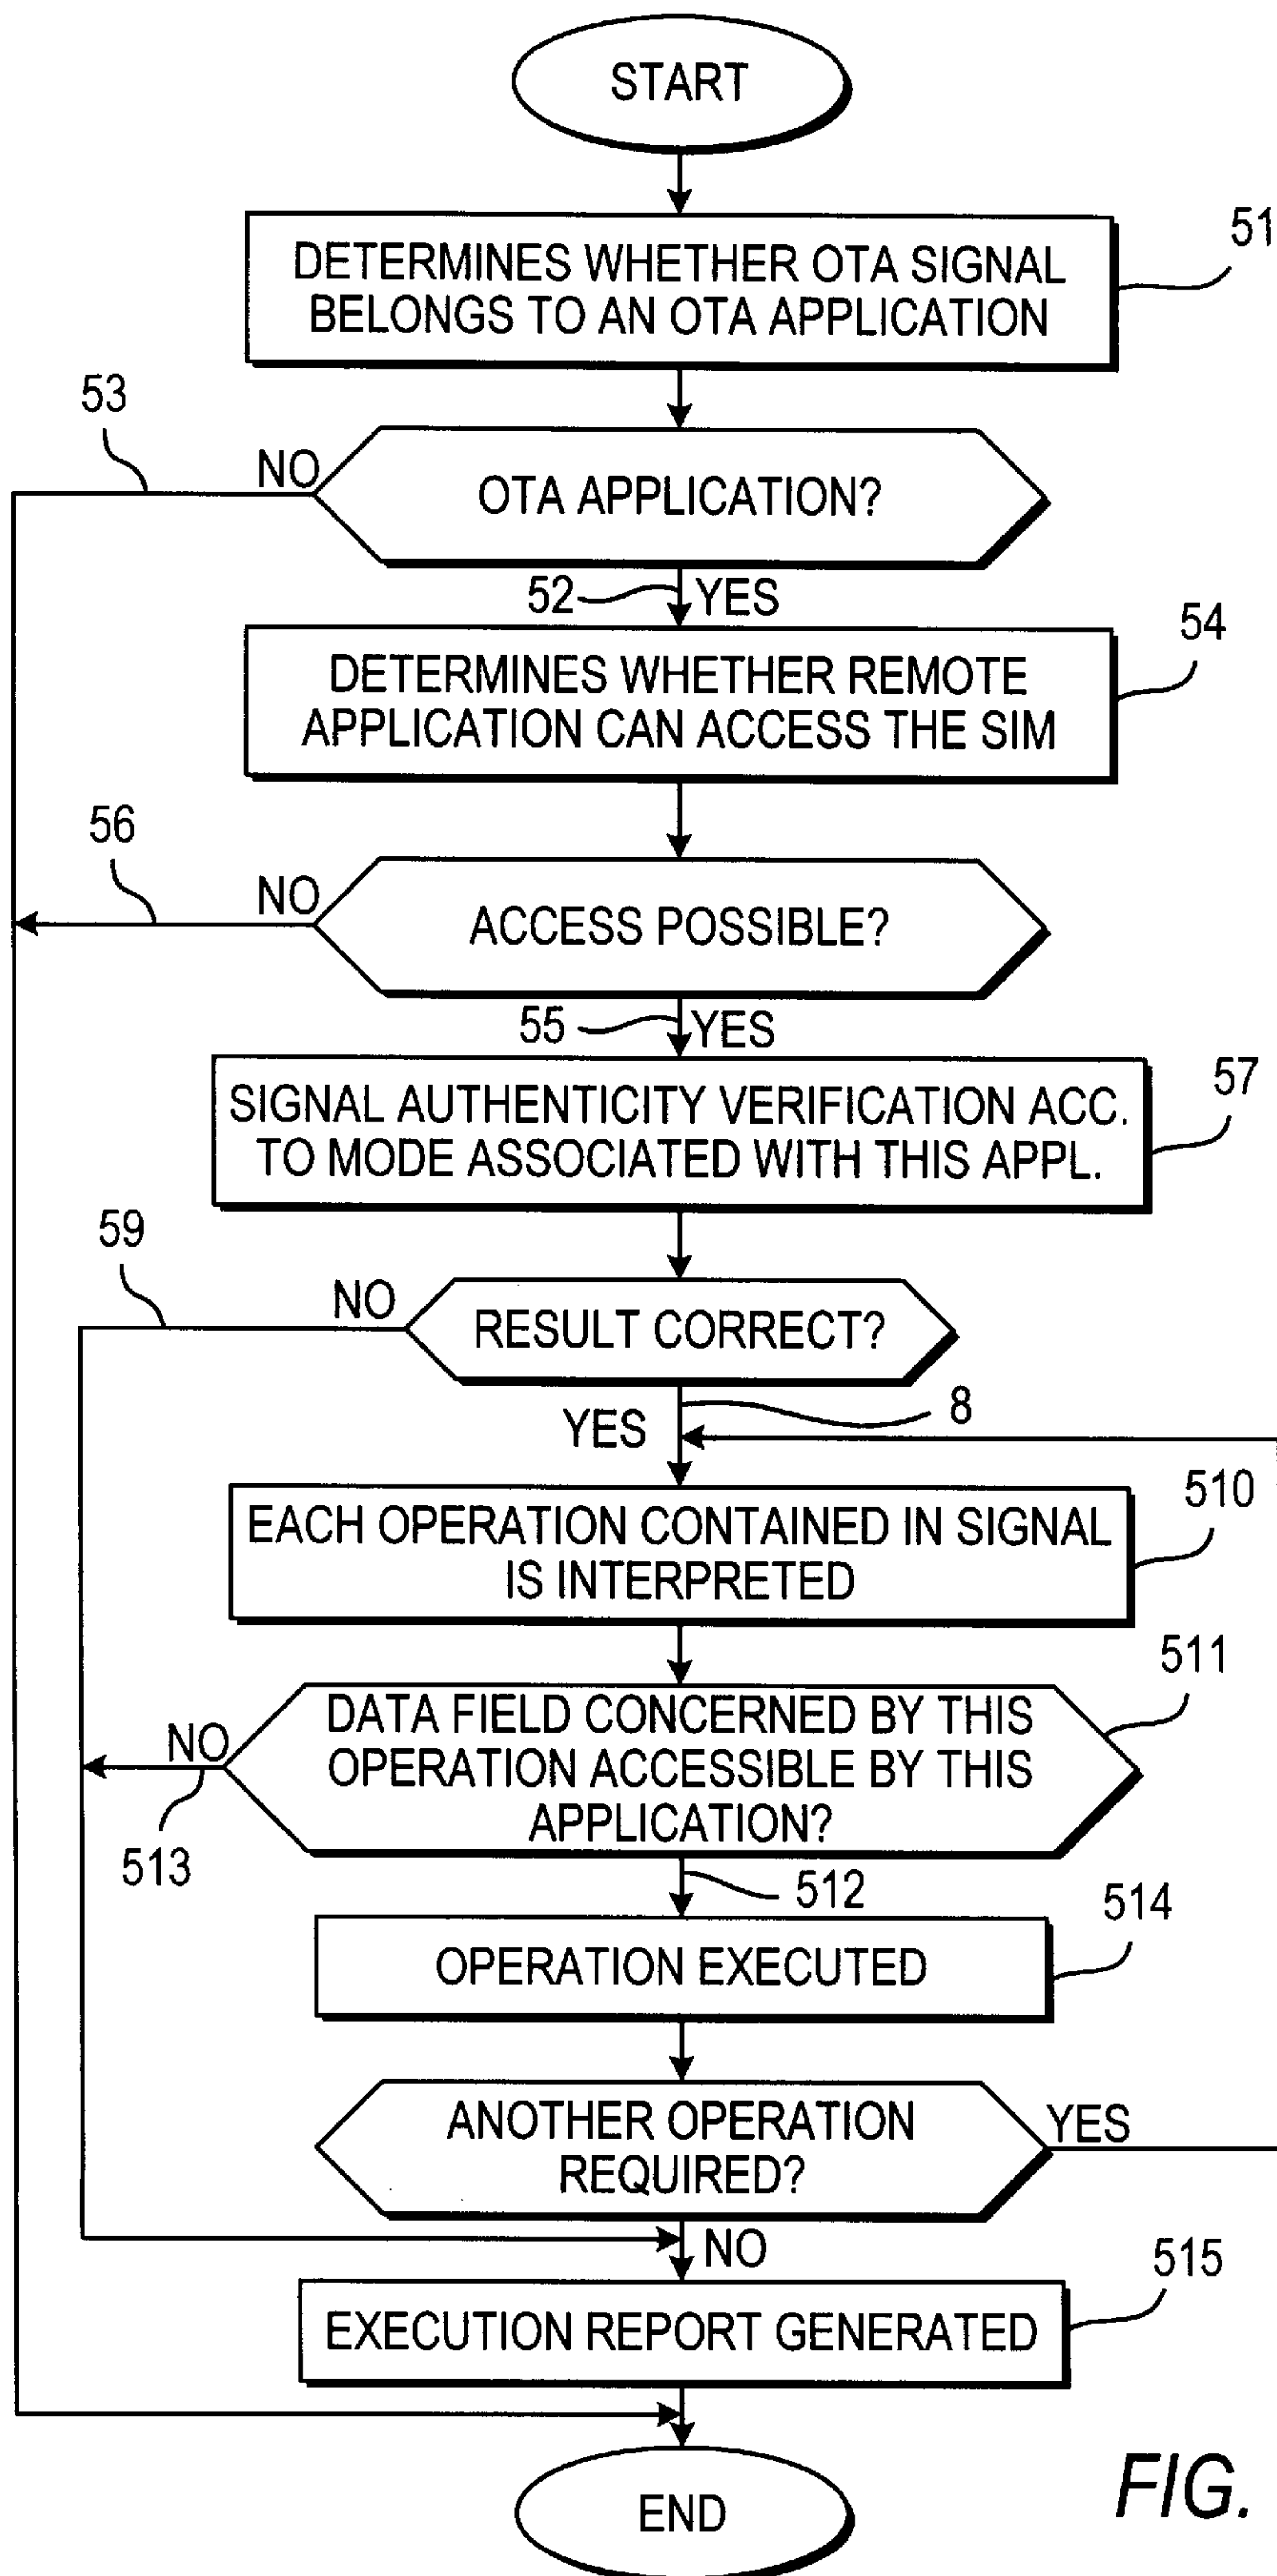 START
DETERMINES WHETHER OTA SIGNAL
BELONGS TO AN OTA APPLICATION
51
53
NO
OTA APPLICATION?
52
YES
DETERMINES WHETHER REMOTE
APPLICATION CAN ACCESS THE SIM
54
56
NO
ACCESS POSSIBLE?
55
YES
SIGNAL AUTHENTICITY VERIFICATION ACC.
TO MODE ASSOCIATED WITH THIS APPL.
57
59
NO
RESULT CORRECT?
YES
8
EACH OPERATION CONTAINED IN SIGNAL
IS INTERPRETED
510
511
NO
DATA FIELD CONCERNED BY THIS
OPERATION ACCESSIBLE BY THIS
APPLICATION?
513
512
514
OPERATION EXECUTED
ANOTHER OPERATION
REQUIRED?
YES
NO
515
EXECUTION REPORT GENERATED
END
FIG.